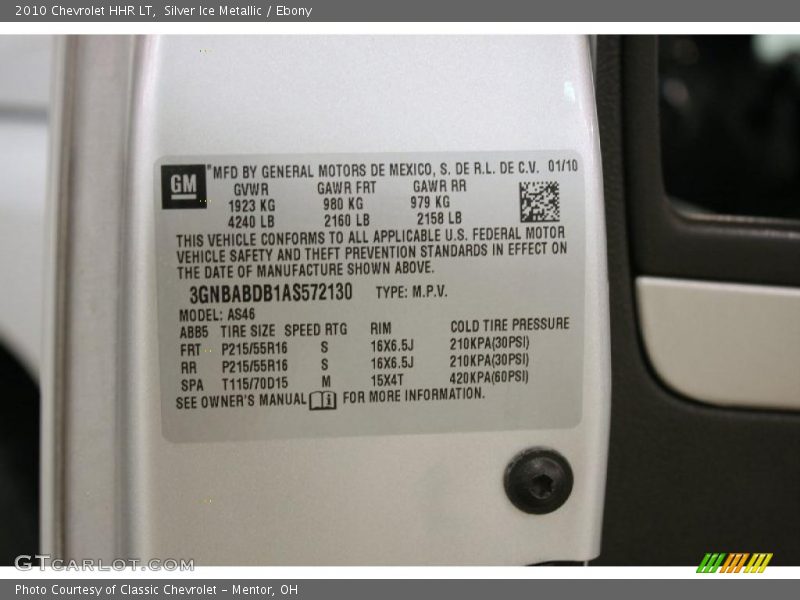 2010 Chevrolet HHR LT,  Silver Ice Metallic / Ebony
GM
MFD BY GENERAL MOTORS DE MEXICO, S. DE R.L. DE C.V. 01/10
GVWR GAWR FRT GAWR RR
1923 KG 980 KG 979 KG
4240 LB 2160 LB 2158 LB
THIS VEHICLE CONFORMS TO ALL APPLICABLE U.S. FEDERAL MOTOR
VEHICLE SAFETY AND THEFT PREVENTION STANDARDS IN EFFECT ON
THE DATE OF MANUFACTURE SHOWN ABOVE.
3GNBABDB1AS572130 TYPE: M.P.V.
MODEL: AS46
ABB5 TIRE SIZE SPEED RTG RIM COLD TIRE PRESSURE
FRT P215/55R16 S 16X6.5J 210KPA(30PSI)
RR P215/55R16 S 16X6.5J 210KPA(30PSI)
SPA T115/70D15 M 15X4T 420KPA(60PSI)
SEE OWNER'S MANUAL FOR MORE INFORMATION.
GTcarlot.com
Photo Courtesy of Classic Chevrolet - Mentor, OH